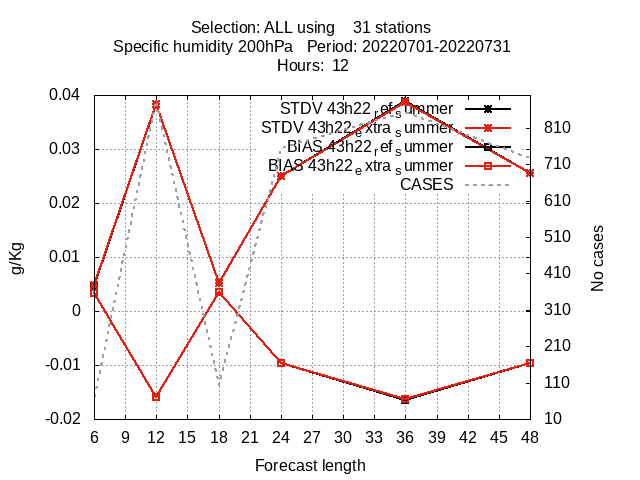 Selection: ALL using 31 stations
Specific humidity 200hPa Period: 20220701-20220731
Hours: 12
0.04
0.03
0.02
0.01
0
-0.01
-0.02
g/Kg
STDV 43h22_ref_summer
STDV 43h22_extra_summer
BIAS 43h22_ref_summer
BIAS 43h22_extra_summer
CASES
810
710
610
510
410
310
210
110
10
No cases
6 9 12 15 18 21 24 27 30 33 36 39 42 45 48
Forecast length